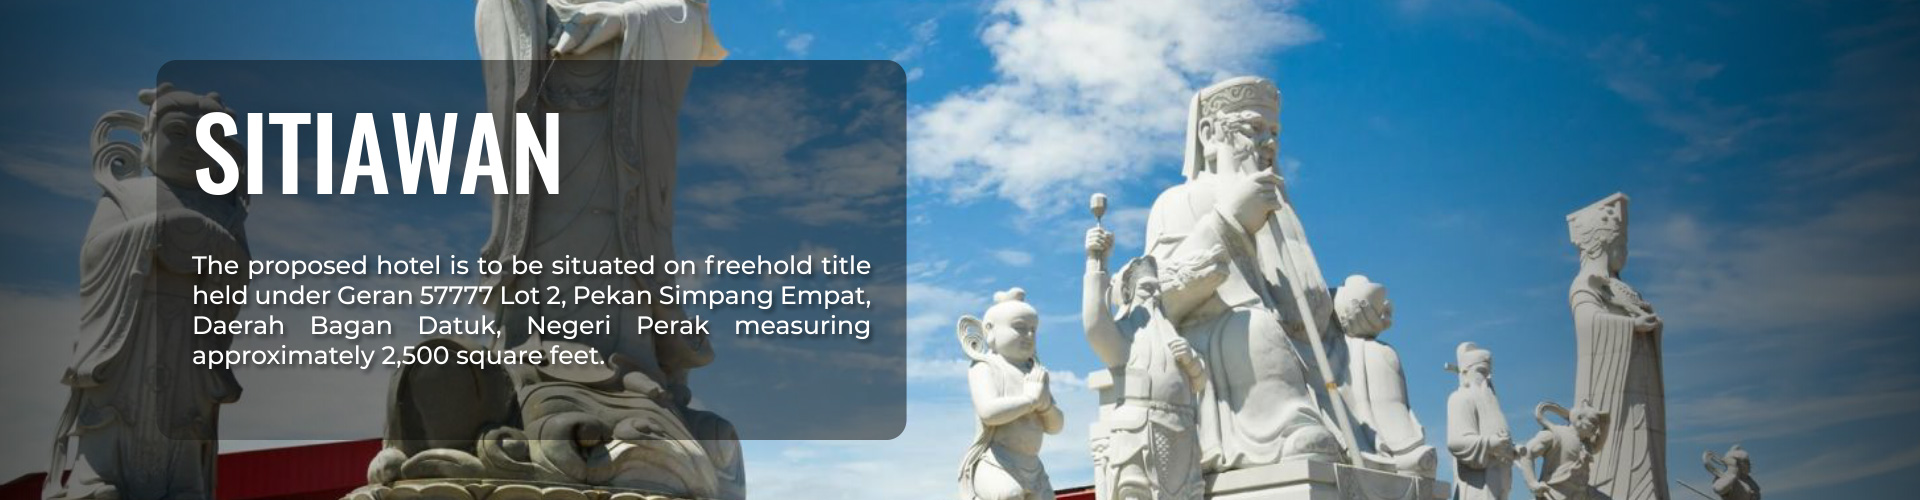 SITIAWAN
The proposed hotel is to be situated on freehold title
held under Geran 57777 Lot 2, Pekan Simpang Empat,
Daerah Bagan Datuk, Negeri Perak measuring
approximately 2,500 square feet.